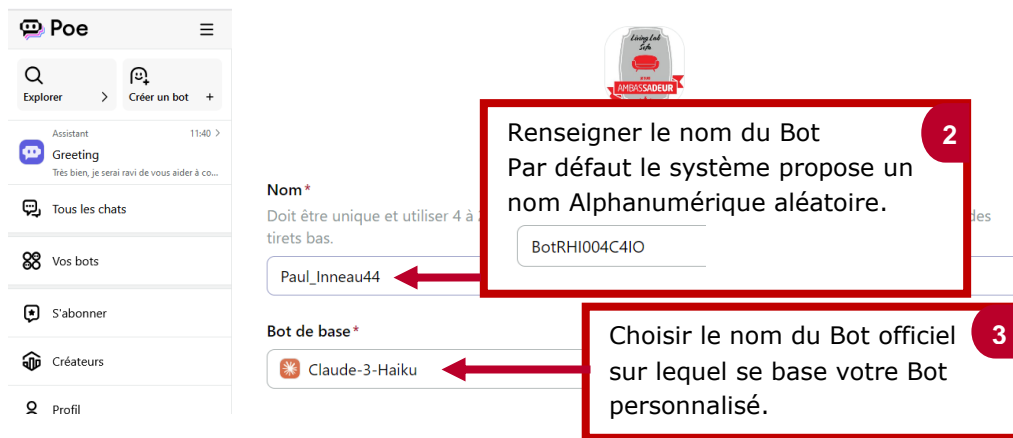 Poe
Explorer
Créer un bot +
Assistant 11:40
Greeting
Très bien, je serai ravi de vous aider à co...
Tous les chats
Vos bots
S'abonner
Créateurs
Profil
Living Lab
Sofa
AMBASSADEUR
2
Renseigner le nom du Bot
Par défaut le système propose un
nom Alphanumérique aléatoire.
BotRHI004C4IO
Nom*
Doit être unique et utiliser 4 à des
tirets bas.
Paul_Inneau44
Bot de base*
Claude-3-Haiku
3
Choisir le nom du Bot officiel
sur lequel se base votre Bot
personnalisé.